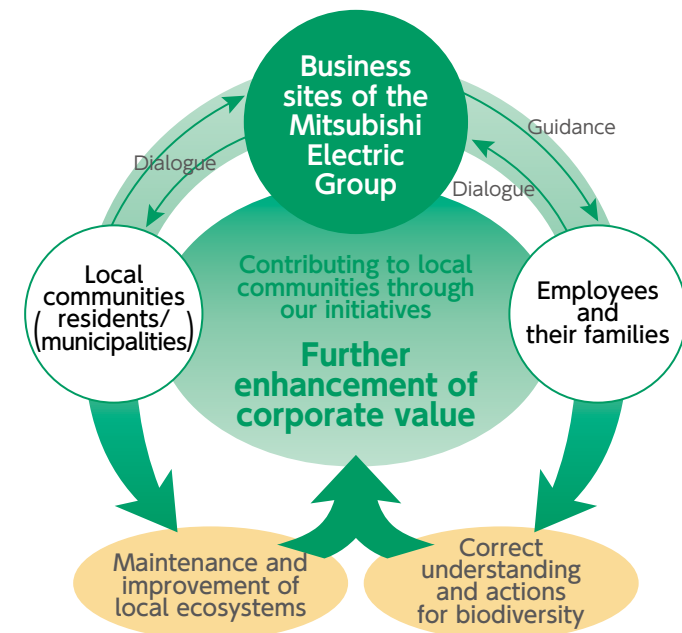 Business
sites of the
Mitsubishi
Electric
Group
Dialogue
Guidance
Dialogue
Local
communities
(residents/
municipalities)
Contributing to local
communities through
our initiatives
Further
enhancement of
corporate value
Employees
and
their families
Maintenance and
improvement of
local ecosystems
Correct
understanding
and actions
for biodiversity